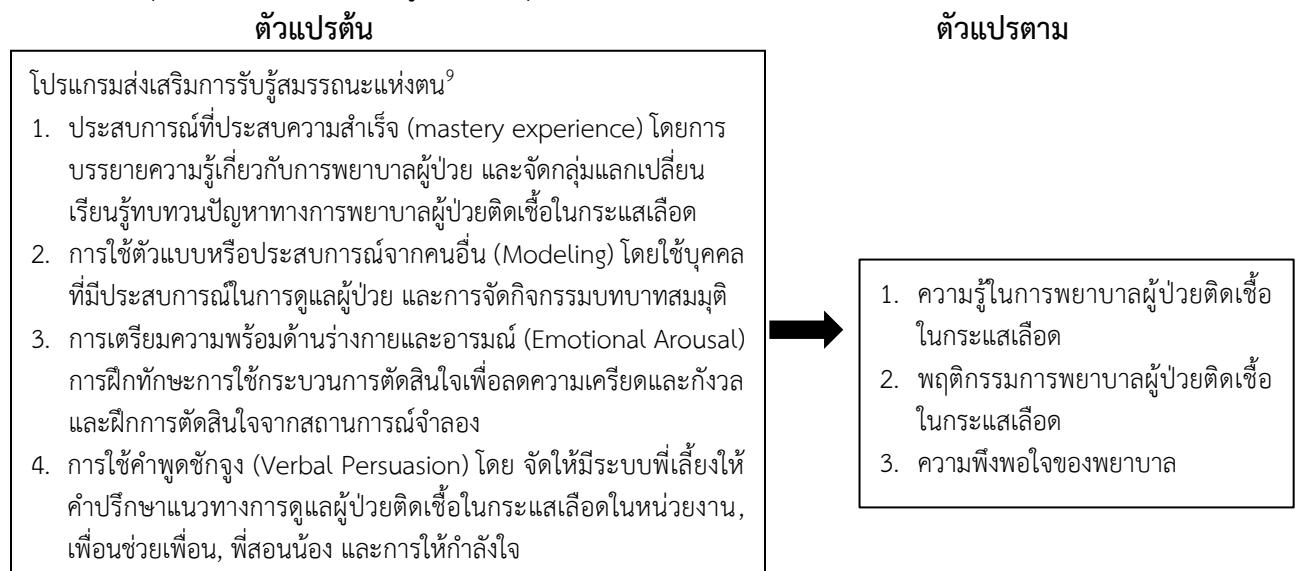 ตัวแปรต้น
ตัวแปรตาม
โปรแกรมส่งเสริมการรับรู้สมรรถนะแห่งตน⁹
1. ประสบการณ์ที่ประสบความสำเร็จ (mastery experience) โดยการ
บรรยายความรู้เกี่ยวกับการพยาบาลผู้ป่วย และจัดกลุ่มแลกเปลี่ยน
เรียนรู้ทบทวนปัญหาทางการพยาบาลผู้ป่วยติดเชื้อในกระแสเลือด
2. การใช้ตัวแบบหรือประสบการณ์จากคนอื่น (Modeling) โดยใช้บุคคล
ที่มีประสบการณ์ในการดูแลผู้ป่วย และการจัดกิจกรรมบทบาทสมมุติ
3. การเตรียมความพร้อมด้านร่างกายและอารมณ์ (Emotional Arousal)
การฝึกทักษะการใช้กระบวนการตัดสินใจเพื่อลดความเครียดและกังวล
และฝึกการตัดสินใจจากสถานการณ์จำลอง
4. การใช้คำพูดชักจูง (Verbal Persuasion) โดย จัดให้มีระบบพี่เลี้ยงให้
คำปรึกษาแนวทางการดูแลผู้ป่วยติดเชื้อในกระแสเลือดในหน่วยงาน,
เพื่อนช่วยเพื่อน, พี่สอนน้อง และการให้กำลังใจ
1. ความรู้ในการพยาบาลผู้ป่วยติดเชื้อ
ในกระแสเลือด
2. พฤติกรรมการพยาบาลผู้ป่วยติดเชื้อ
ในกระแสเลือด
3. ความพึงพอใจของพยาบาล